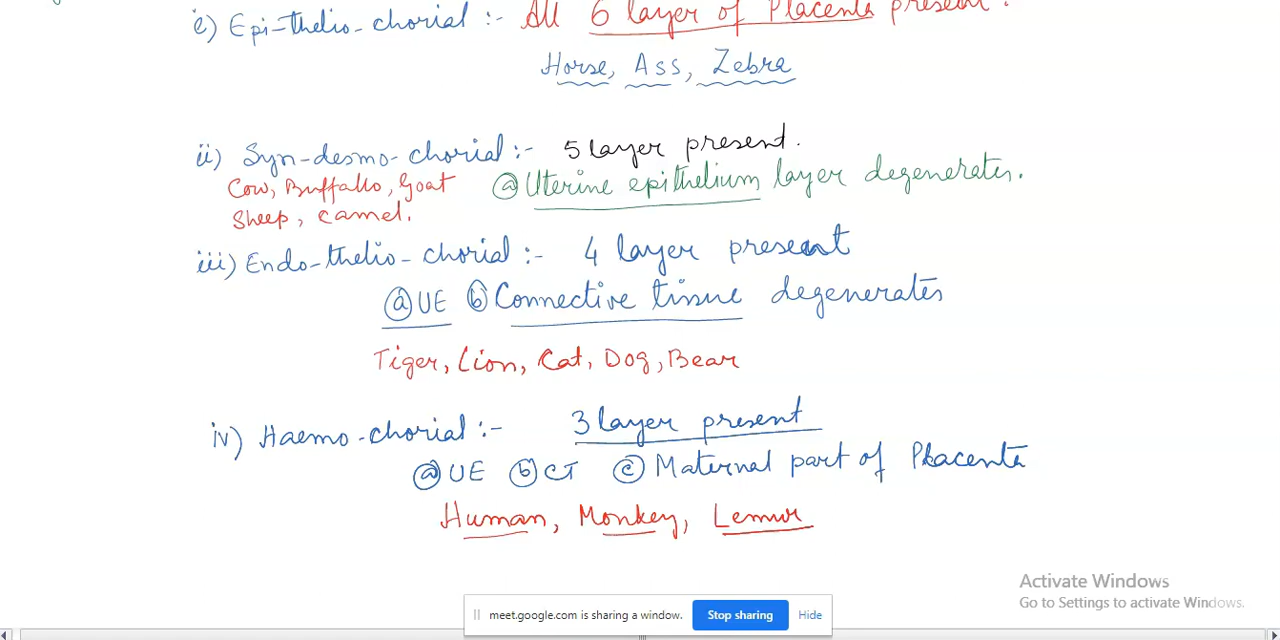 i) Epi-thelio-chorial :- All 6 layer of Placenta present.
Horse, Ass, Zebra
ii) Syn-desmo-chorial :- 5 layer present.
Cow, Buffallo, Goat ⓐ Uterine epithelium layer degenerates.
Sheep, camel.
iii) Endo-thelio-chorial :- 4 layer present
ⓐ UE ⓑ Connective tissue degenerates
Tiger, Lion, Cat, Dog, Bear
iv) Haemo-chorial :- 3 layer present
ⓐ UE ⓑ CT ⓒ Maternal part of Placenta
Human, Monkey, Lemur
Activate Windows
Go to Settings to activate Windows.
meet.google.com is sharing a window. Stop sharing Hide